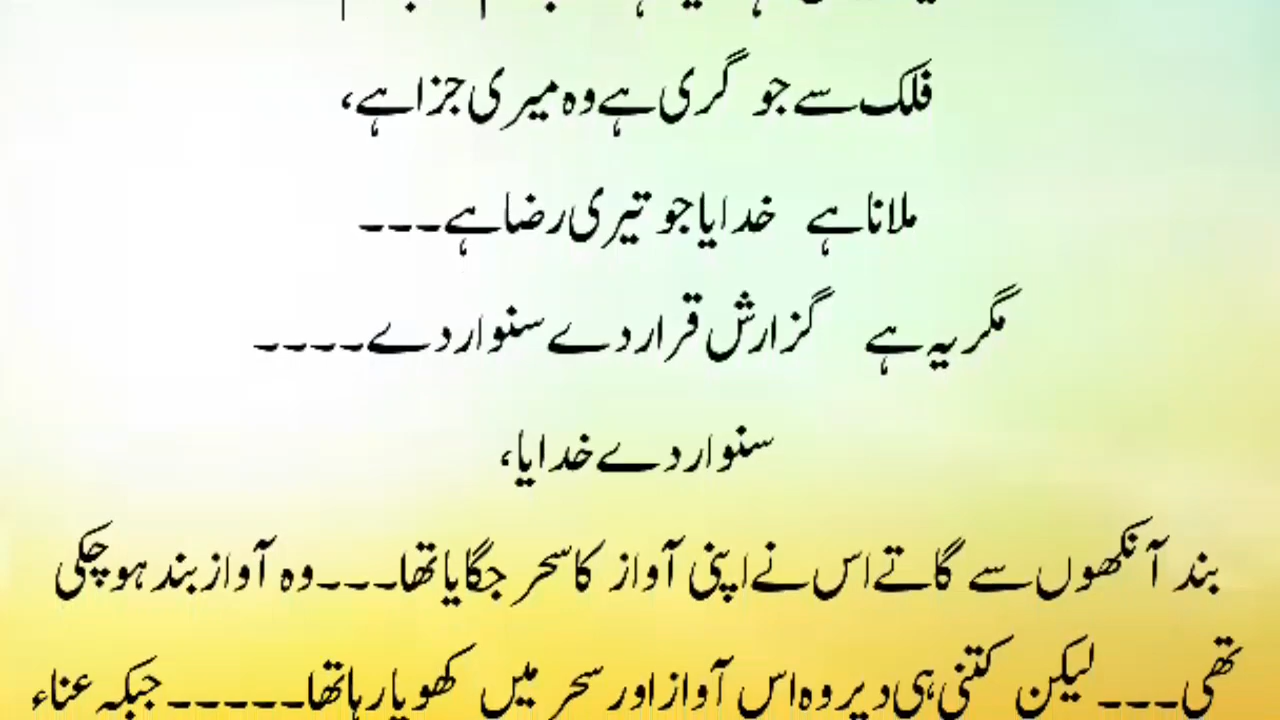 فلک سے جو گری ہے وہ میری جزا ہے،
ملانا ہے خدایا جو تیری رضا ہے۔۔۔
مگر یہ ہے گزارش قرار دے سنوار دے۔۔۔۔
سنوار دے خدایا،
بند آنکھوں سے گاتے اس نے اپنی آواز کا سحر جگایا تھا۔۔۔وہ آواز بند ہو چکی
تھی۔۔۔لیکن کتنی ہی دیر وہ اس آواز اور سحر میں کھویا رہا تھا۔۔۔۔۔جبکہ عناء